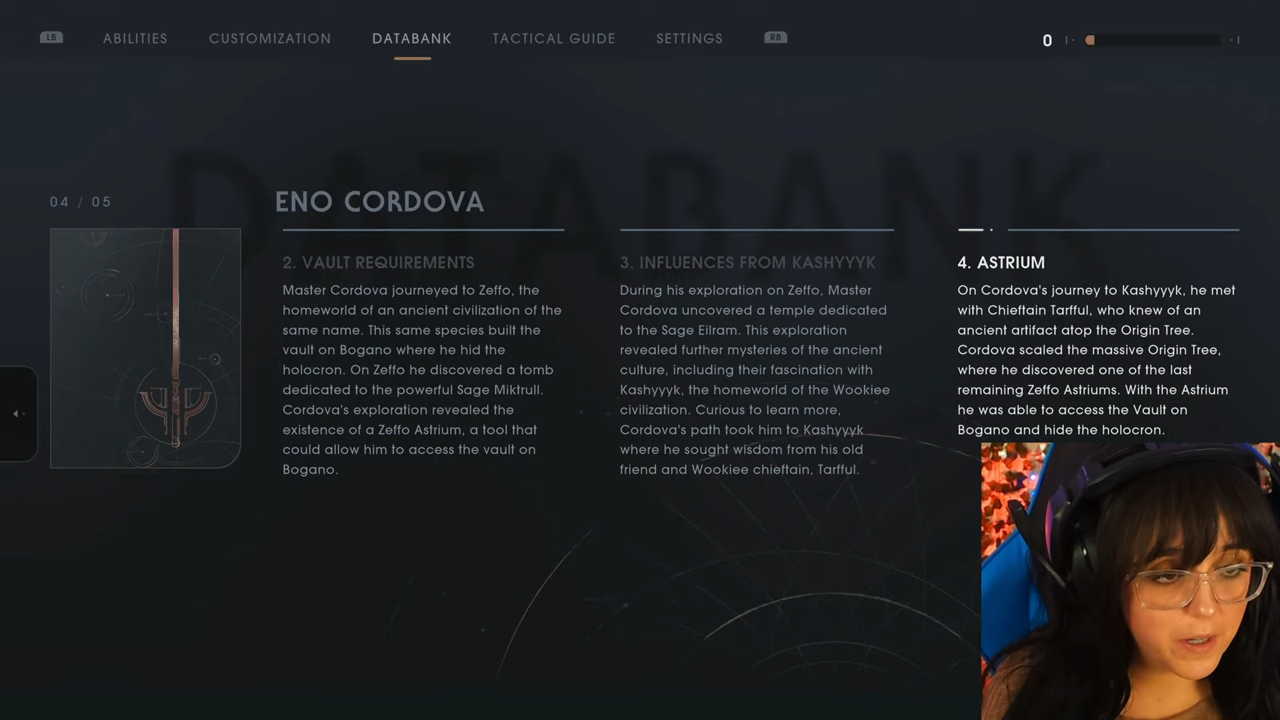 LB ABILITIES CUSTOMIZATION DATABANK TACTICAL GUIDE SETTINGS RB 0
DATABANK
04 / 05
ENO CORDOVA
2. VAULT REQUIREMENTS
Master Cordova journeyed to Zeffo, the
homeworld of an ancient civilization of the
same name. This same species built the
vault on Bogano where he hid the
holocron. On Zeffo he discovered a tomb
dedicated to the powerful Sage Miktrull.
Cordova's exploration revealed the
existence of a Zeffo Astrium, a tool that
could allow him to access the vault on
Bogano.
3. INFLUENCES FROM KASHYYYK
During his exploration on Zeffo, Master
Cordova uncovered a temple dedicated
to the Sage Eilram. This exploration
revealed further mysteries of the ancient
culture, including their fascination with
Kashyyyk, the homeworld of the Wookiee
civilization. Curious to learn more,
Cordova's path took him to Kashyyyk
where he sought wisdom from his old
friend and Wookiee chieftain, Tarfful.
4. ASTRIUM
On Cordova's journey to Kashyyyk, he met
with Chieftain Tarfful, who knew of an
ancient artifact atop the Origin Tree.
Cordova scaled the massive Origin Tree,
where he discovered one of the last
remaining Zeffo Astriums. With the Astrium
he was able to access the Vault on
Bogano and hide the holocron.